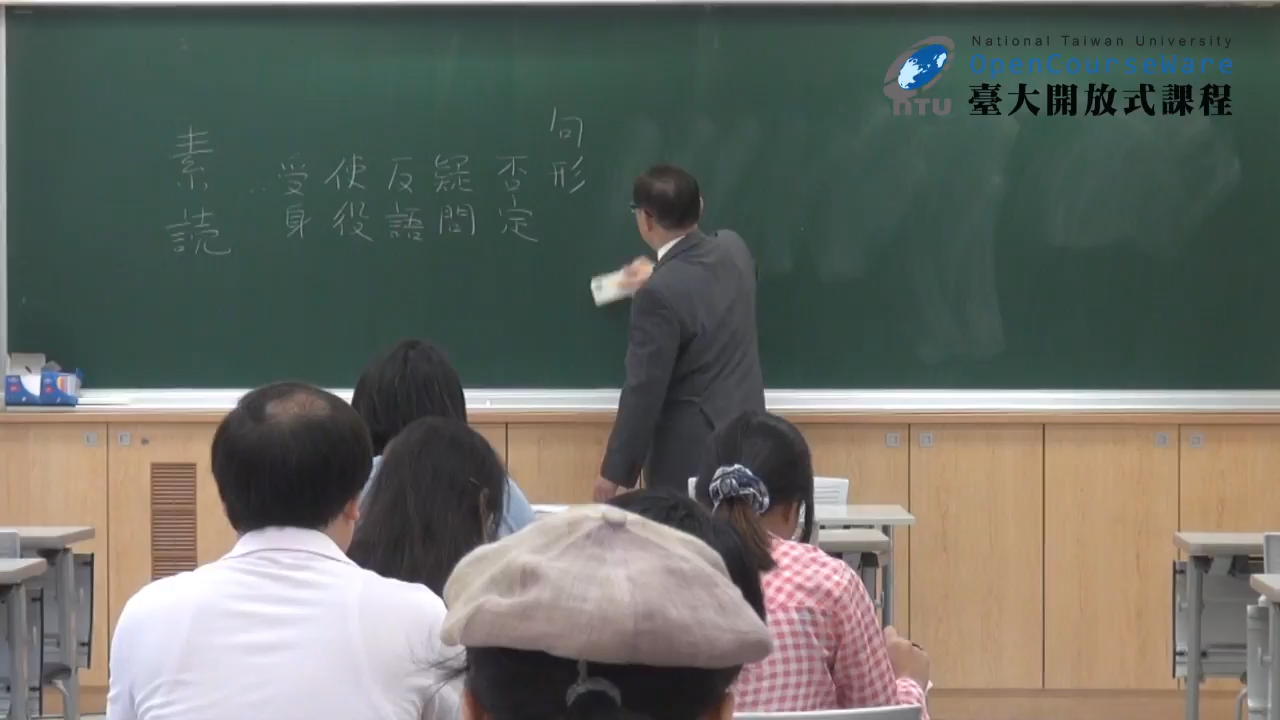 National Taiwan University
OpenCourseWare
NTU
臺大開放式課程
句形
否定
疑問
反語
使役
受身
素読